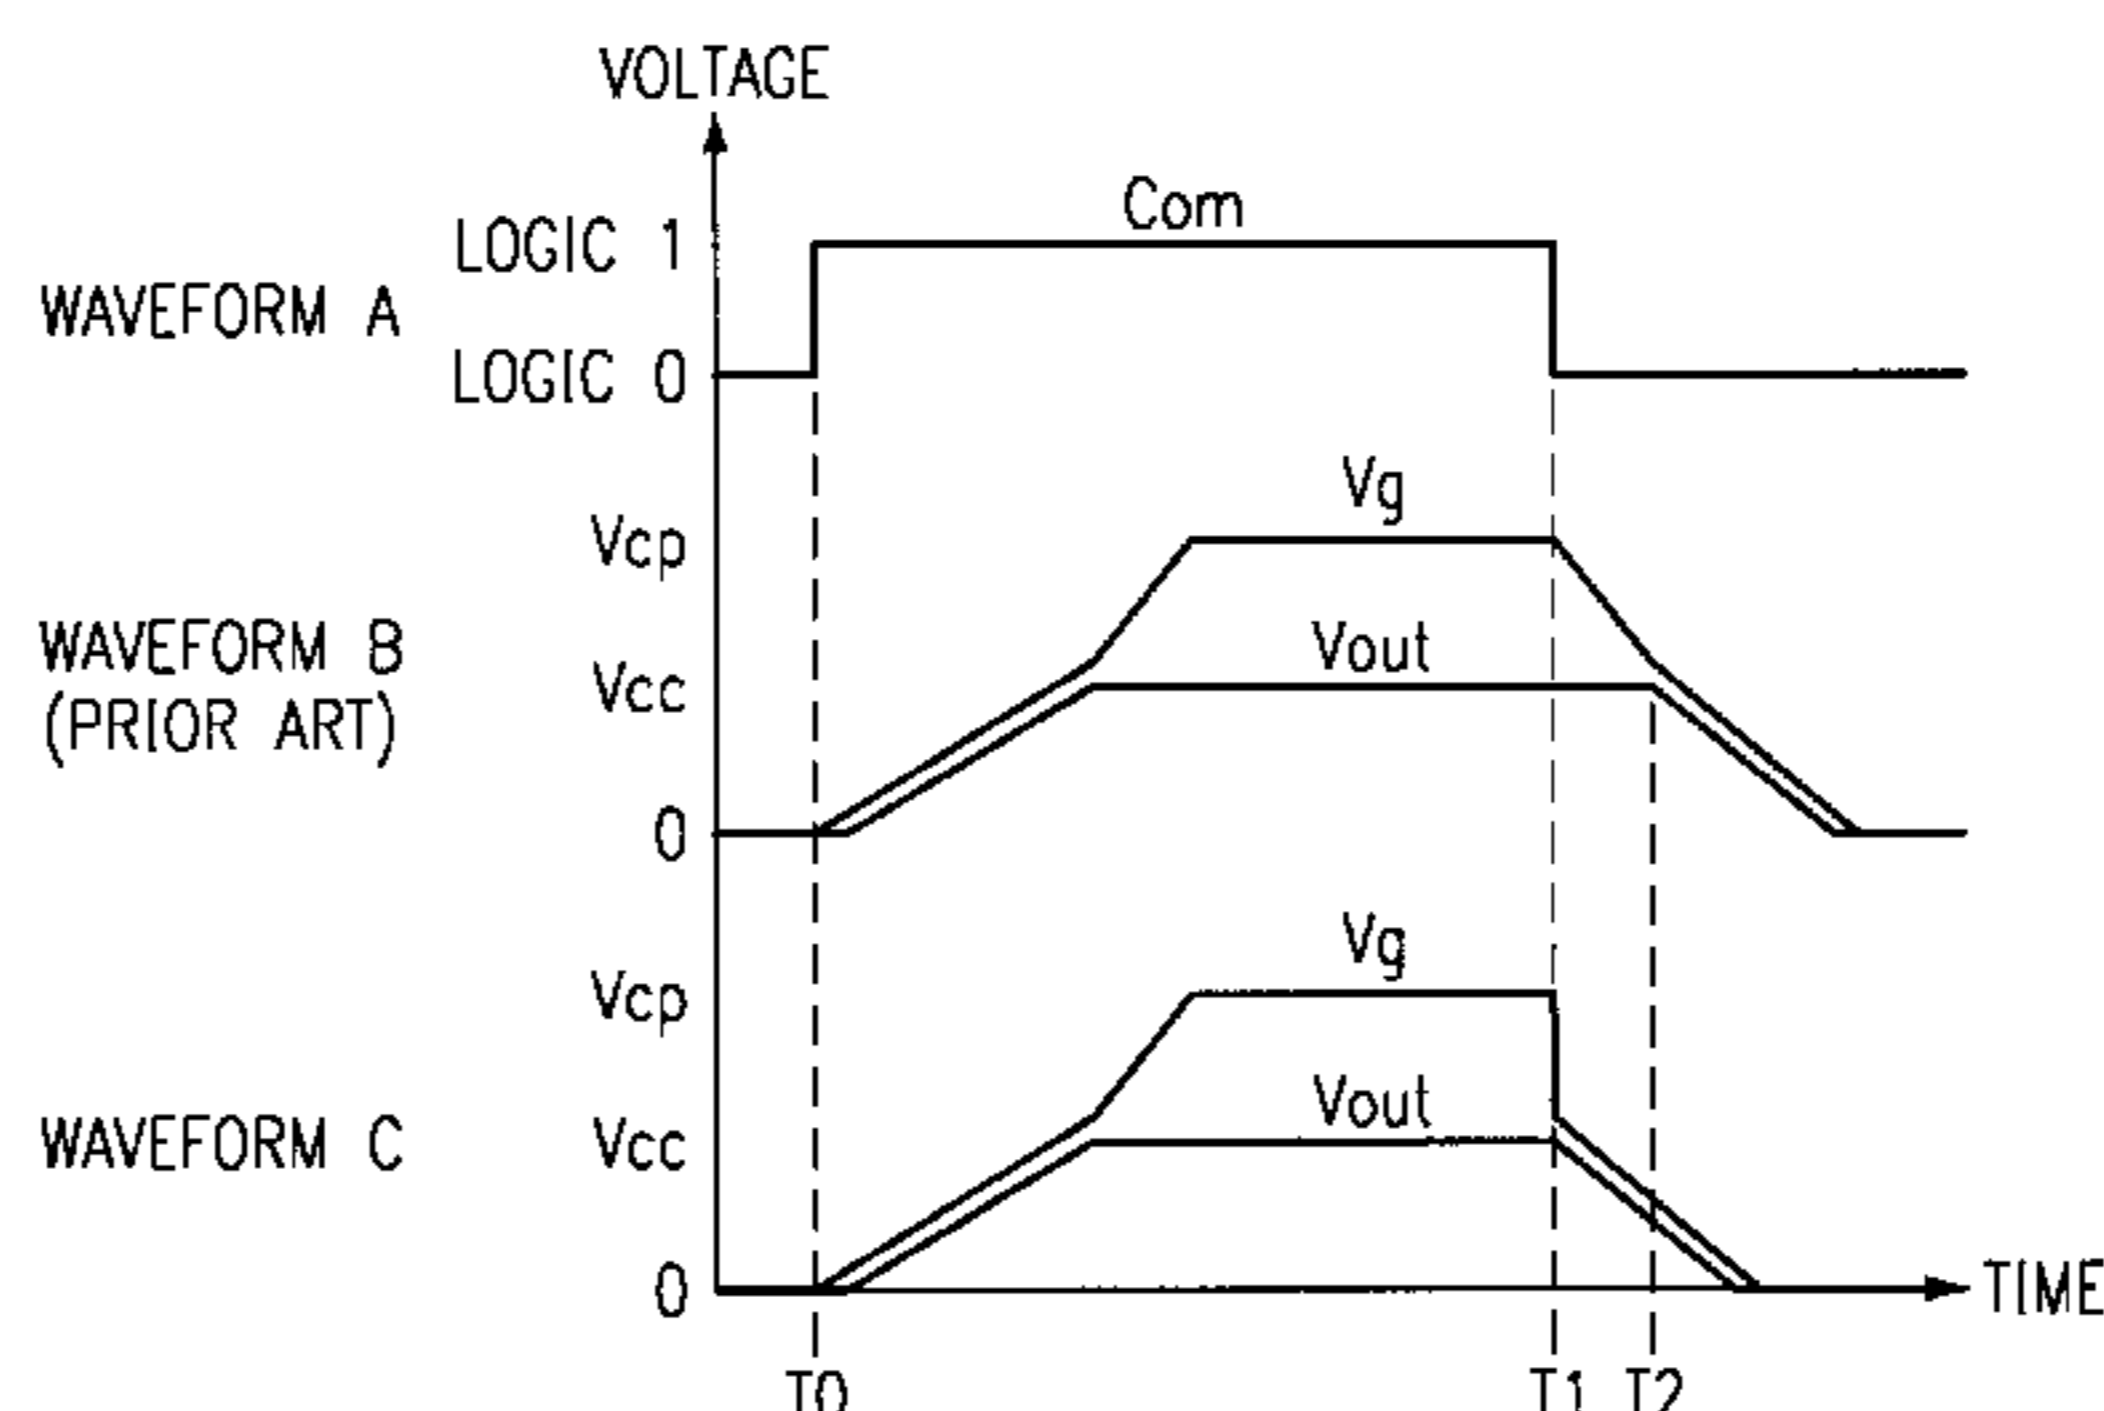 VOLTAGE
Com
LOGIC 1
WAVEFORM A
LOGIC 0
Vg
Vcp
WAVEFORM B
(PRIOR ART)
Vout
Vcc
0
Vg
Vcp
Vout
WAVEFORM C
Vcc
0
TIME
T0
T1
T2